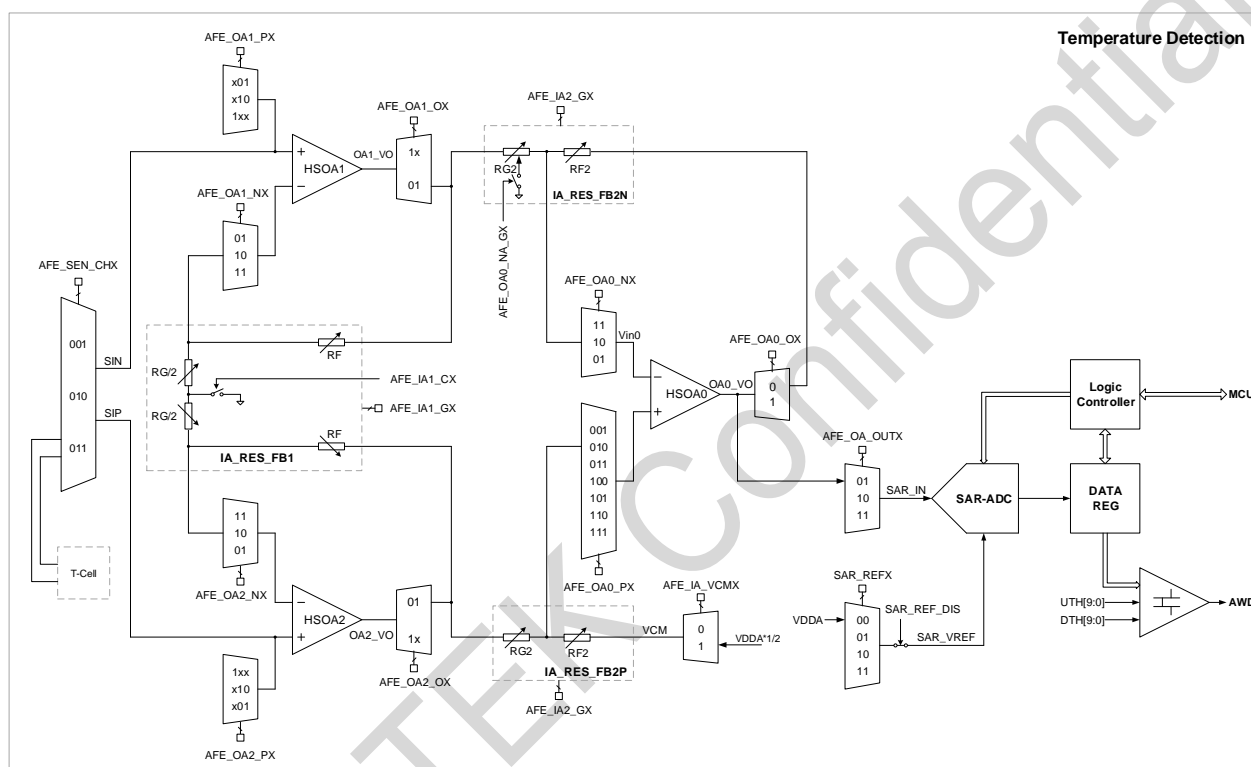 Temperature Detection
AFE_OA1_PX
x01
x10
1xx
AFE_OA1_OX
OA1_VO
1x
01
+
HSOA1
−
AFE_IA2_GX
RG2
RF2
IA_RES_FB2N
AFE_OA0_NA_GX
AFE_OA1_NX
01
10
11
AFE_SEN_CHX
001
010
011
SIN
SIP
RF
RG/2
AFE_IA1_CX
RG/2
AFE_IA1_GX
RF
IA_RES_FB1
AFE_OA0_NX
11
10
01
Vin0
−
HSOA0
+
OA0_VO
AFE_OA0_OX
0
1
001
010
011
100
101
110
111
AFE_OA0_PX
AFE_OA_OUTX
01
10
11
SAR_IN
SAR-ADC
Logic
Controller
MCU
DATA
REG
T-Cell
11
10
01
AFE_OA2_NX
−
HSOA2
+
OA2_VO
01
1x
AFE_OA2_OX
1xx
x10
x01
AFE_OA2_PX
RG2
RF2
IA_RES_FB2P
AFE_IA2_GX
VCM
AFE_IA_VCMX
0
1
VDDA*1/2
SAR_REFX
VDDA
00
01
10
11
SAR_REF_DIS
SAR_VREF
UTH[9:0]
DTH[9:0]
AWD
TEK Confidential